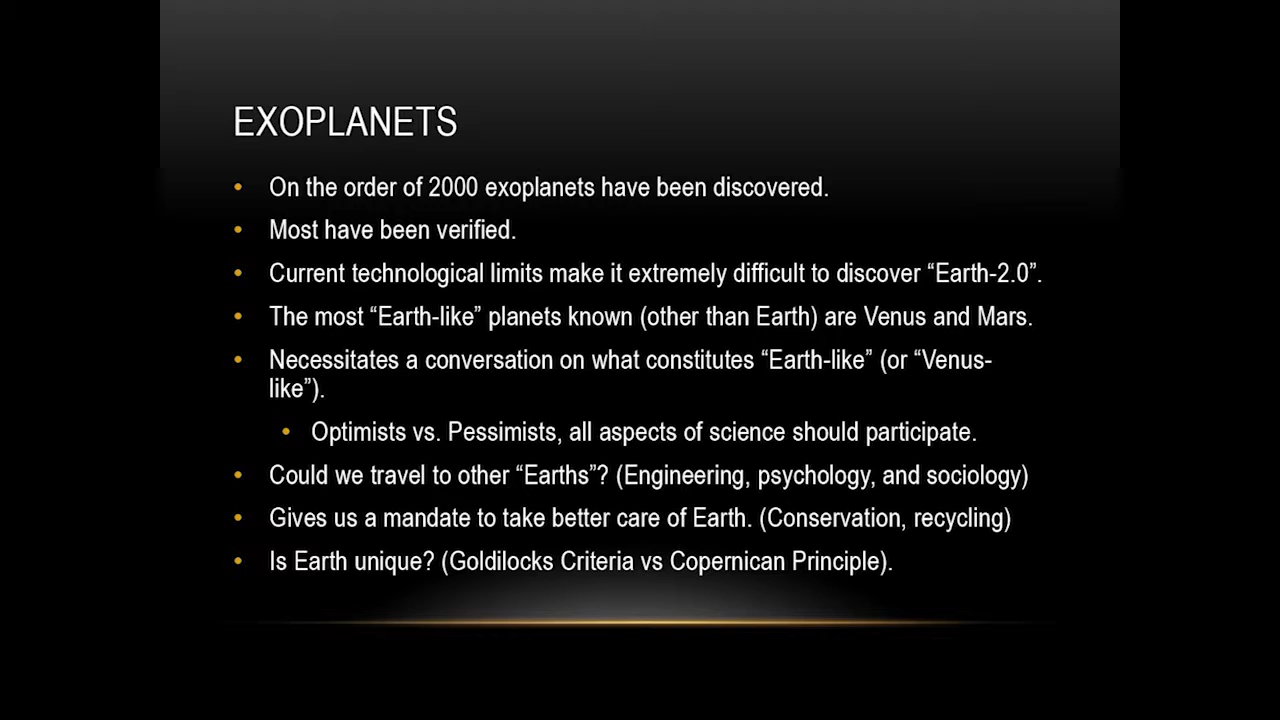 EXOPLANETS
• On the order of 2000 exoplanets have been discovered.
• Most have been verified.
• Current technological limits make it extremely difficult to discover “Earth-2.0”.
• The most “Earth-like” planets known (other than Earth) are Venus and Mars.
• Necessitates a conversation on what constitutes “Earth-like” (or “Venus-
like”).
• Optimists vs. Pessimists, all aspects of science should participate.
• Could we travel to other “Earths”? (Engineering, psychology, and sociology)
• Gives us a mandate to take better care of Earth. (Conservation, recycling)
• Is Earth unique? (Goldilocks Criteria vs Copernican Principle).